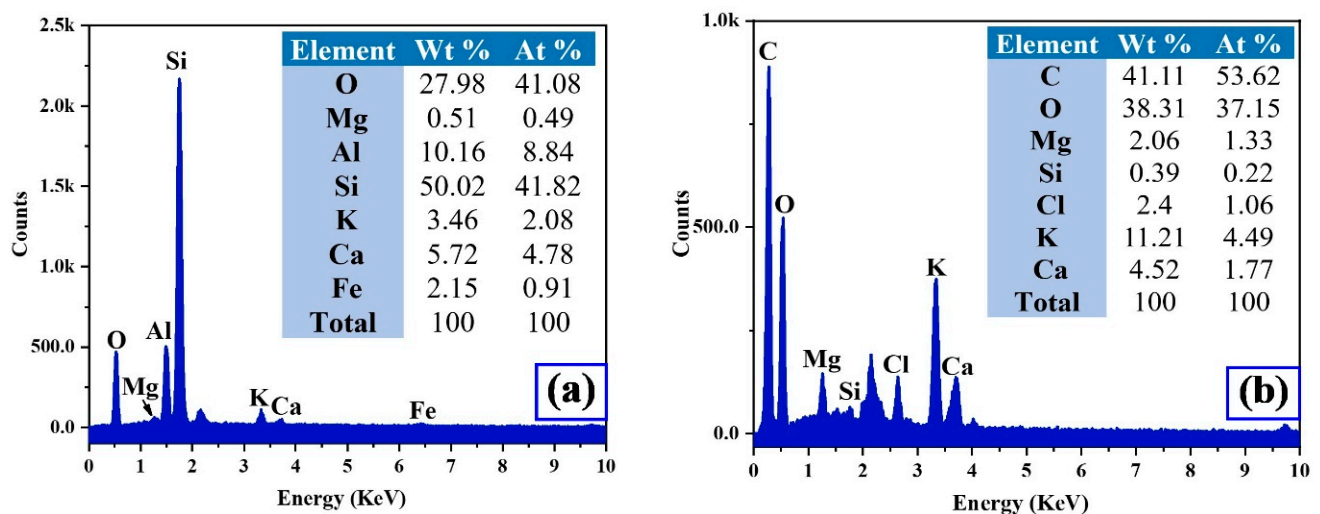 2.5k
2.0k
1.5k
1.0k
500.0
0.0
Counts
Si
O
Mg
Al
K
Ca
Fe
Element Wt % At %
O 27.98 41.08
Mg 0.51 0.49
Al 10.16 8.84
Si 50.02 41.82
K 3.46 2.08
Ca 5.72 4.78
Fe 2.15 0.91
Total 100 100
(a)
0 1 2 3 4 5 6 7 8 9 10
Energy (KeV)
1.0k
500.0
0.0
Counts
C
O
Mg
Si
Cl
K
Ca
Element Wt % At %
C 41.11 53.62
O 38.31 37.15
Mg 2.06 1.33
Si 0.39 0.22
Cl 2.4 1.06
K 11.21 4.49
Ca 4.52 1.77
Total 100 100
(b)
0 1 2 3 4 5 6 7 8 9 10
Energy (KeV)